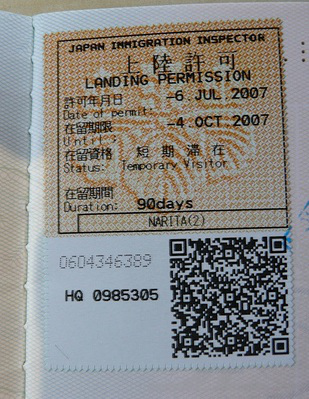 JAPAN IMMIGRATION INSPECTOR
上陸許可
LANDING PERMISSION
許可年月日 -6.JUL.2007
Date of permit:
在留期限 -4.OCT.2007
Until :
在留資格 短期滞在
Status: Temporary Visitor
在留期間
Duration: 90days
NARITA(2)
0604346389
HQ 0985305